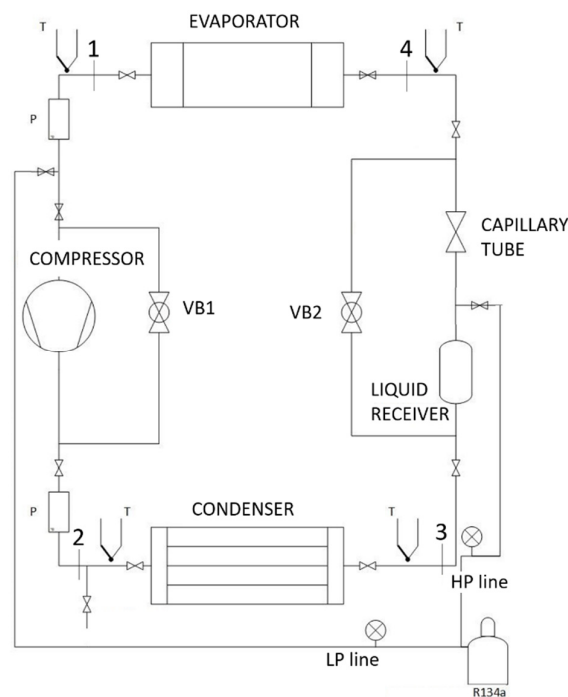 EVAPORATOR
T
1
4
T
P
COMPRESSOR
CAPILLARY
TUBE
VB1
VB2
LIQUID
RECEIVER
P
T
CONDENSER
T
2
3
HP line
LP line
R134a